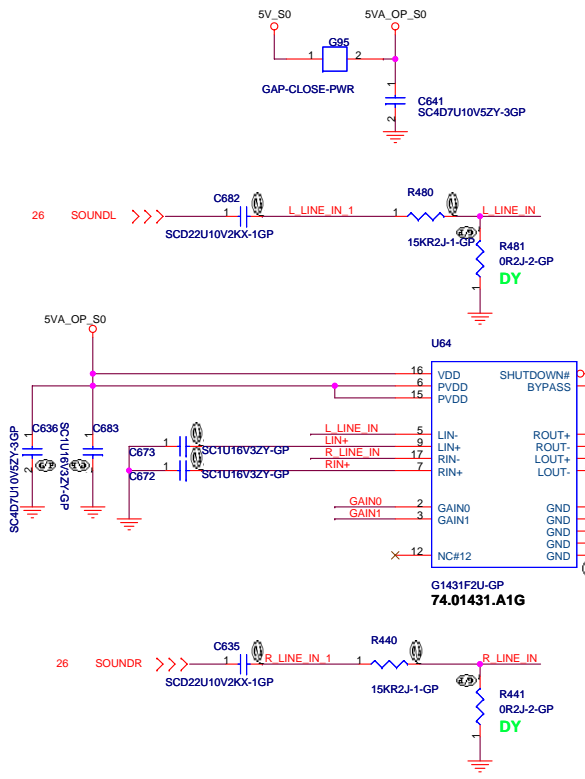 5V_S0
5VA_OP_S0
G95
1
2
GAP-CLOSE-PWR
1
C641
SC4D7U10V5ZY-3GP
2
26
SOUNDL
C682
1
SCD22U10V2KX-1GP
L_LINE_IN_1
R480
1
15KR2J-1-GP
L_LINE_IN
R481
0R2J-2-GP
DY
1
5VA_OP_S0
U64
16 VDD
6 PVDD
15 PVDD
SHUTDOWN#
BYPASS
C636
SC4D7U10V5ZY-3GP
2
C683
SC1U16V3ZY-GP
C673
1
SC1U16V3ZY-GP
C672
1
SC1U16V3ZY-GP
L_LINE_IN 5 LIN-
LIN+ 9 LIN+
R_LINE_IN 17 RIN-
RIN+ 7 RIN+
ROUT+
ROUT-
LOUT+
LOUT-
GAIN0 2 GAIN0
GAIN1 3 GAIN1
GND
GND
GND
GND
GND
12 NC#12
G1431F2U-GP
74.01431.A1G
26
SOUNDR
C635
1
SCD22U10V2KX-1GP
R_LINE_IN_1
R440
1
15KR2J-1-GP
R_LINE_IN
R441
0R2J-2-GP
DY
1